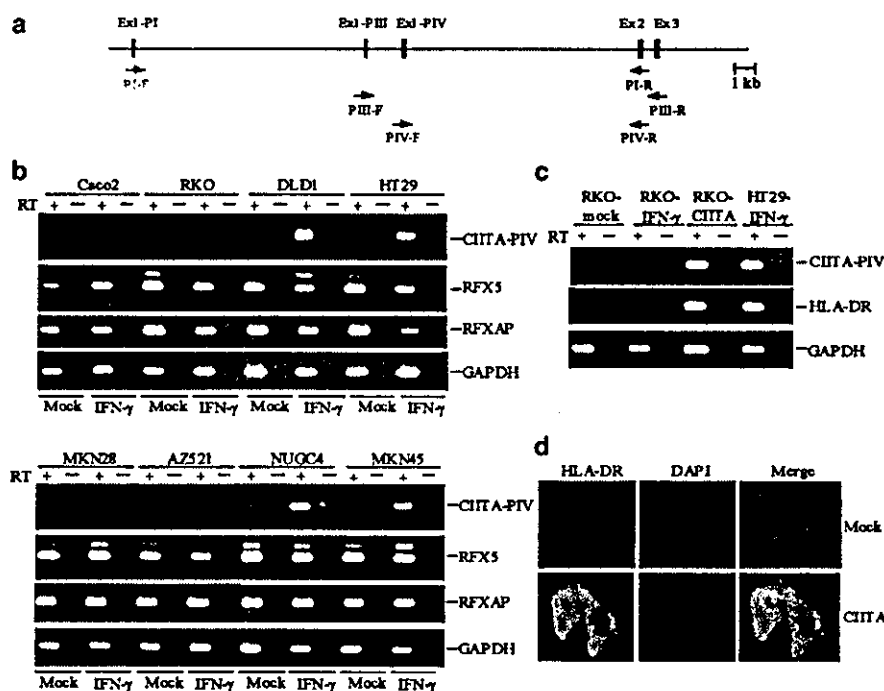 a
Ex1-PI Ex1-PIII Ex1-PIV Ex2 Ex3
PI-F PI-R 1 kb
PIII-F PIII-R
PIV-F PIV-R
b
Caco2 RKO DLD1 HT29
RT + − + − + − + − + − + − + − + −
CIITA-PIV
RFX5
RFXAP
GAPDH
Mock IFN-γ Mock IFN-γ Mock IFN-γ Mock IFN-γ
MKN28 AZ521 NUGC4 MKN45
RT + − + − + − + − + − + − + − + −
CIITA-PIV
RFX5
RFXAP
GAPDH
Mock IFN-γ Mock IFN-γ Mock IFN-γ Mock IFN-γ
c
RKO-mock RKO-IFN-γ RKO-CIITA HT29-IFN-γ
RT + − + − + − + −
CIITA-PIV
HLA-DR
GAPDH
d
HLA-DR DAPI Merge
Mock
CIITA